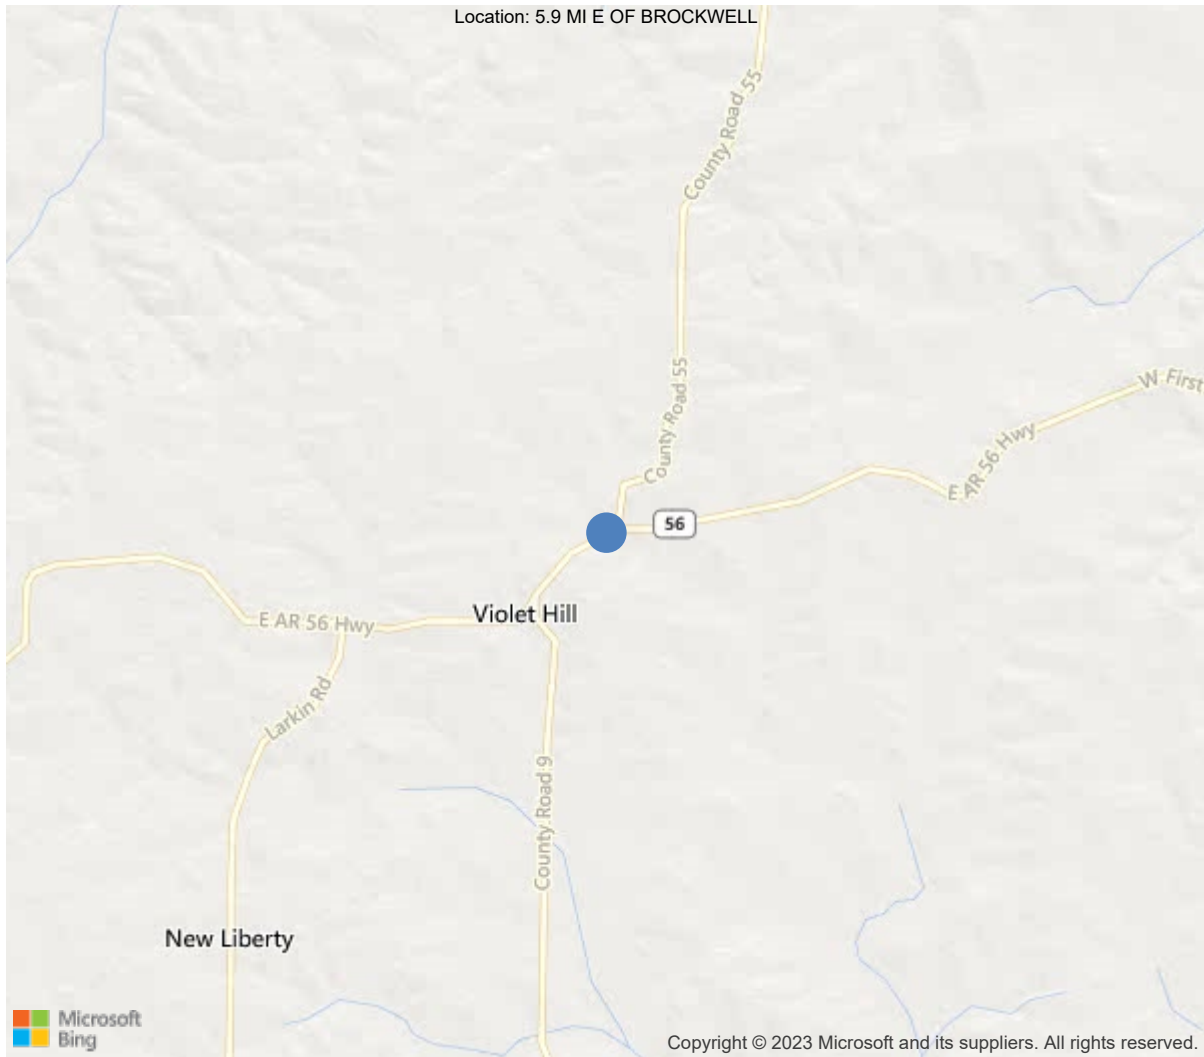 Location: 5.9 MI E OF BROCKWELL
County Road 55
W First
County Road 55
E AR 56 Hwy
56
Violet Hill
E AR 56 Hwy
Larkin Rd
County Road 9
New Liberty
Microsoft
Bing
Copyright © 2023 Microsoft and its suppliers. All rights reserved.